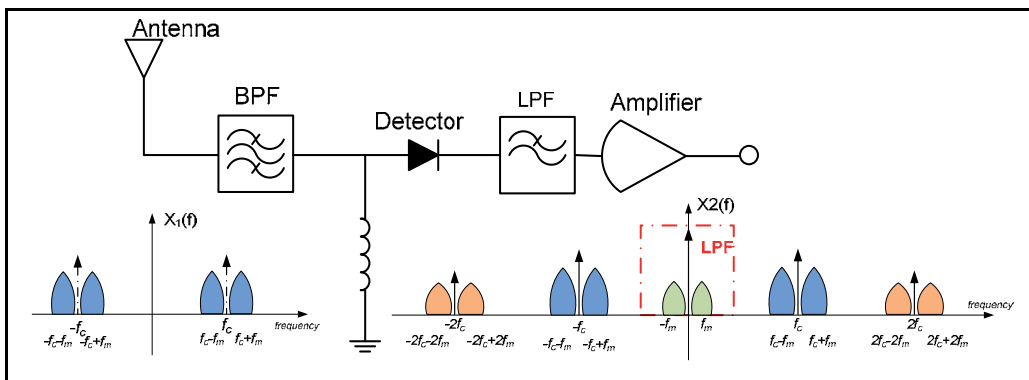 Antenna
BPF
Detector
LPF
Amplifier
X₁(f)
X2(f)
LPF
-f_c
f_c
frequency
-f_c-f_m -f_c+f_m
f_c-f_m f_c+f_m
-2f_c
-f_c
-f_m
f_m
f_c
2f_c
frequency
-2f_c-2f_m -2f_c+2f_m
-f_c-f_m -f_c+f_m
f_c-f_m f_c+f_m
2f_c-2f_m 2f_c+2f_m